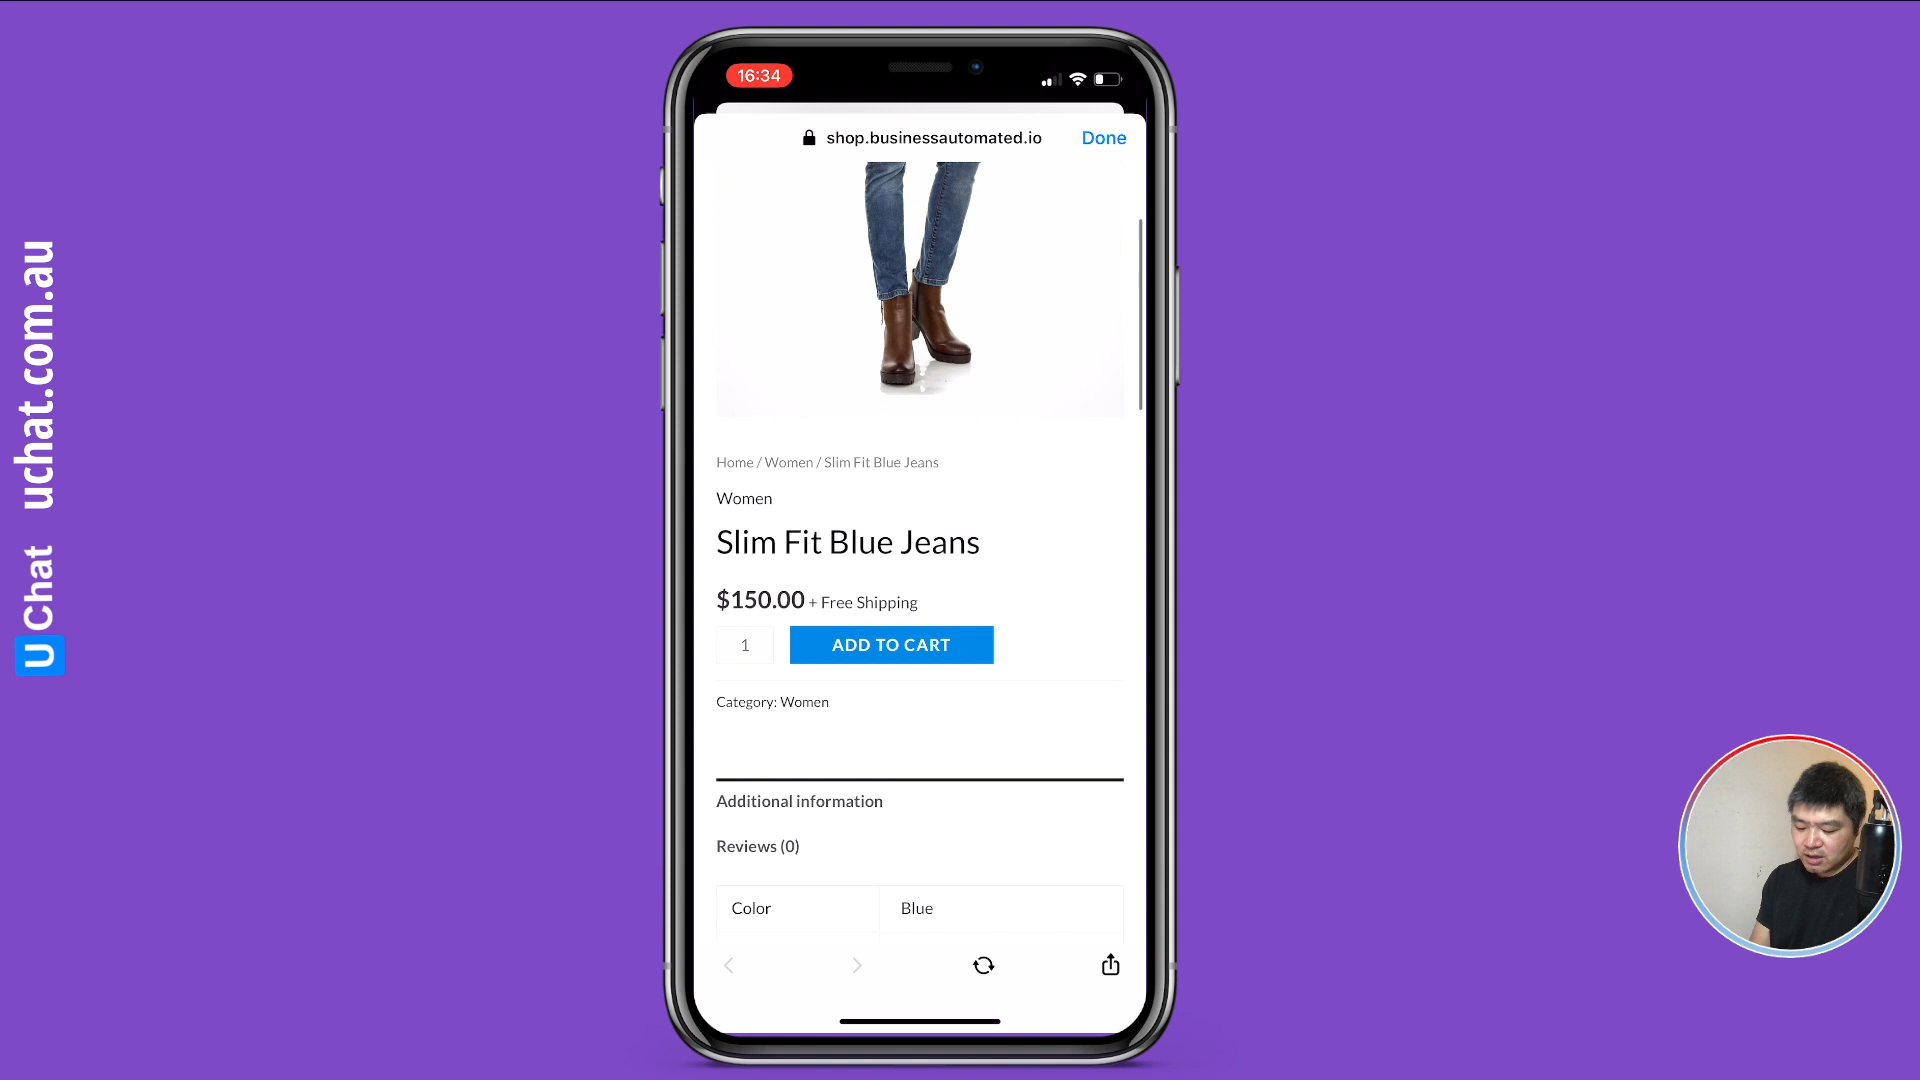 16:34
shop.businessautomated.io
Done
Home / Women / Slim Fit Blue Jeans
Women
Slim Fit Blue Jeans
$150.00 + Free Shipping
1
ADD TO CART
Category: Women
Additional information
Reviews (0)
Color
Blue
U Chat uchat.com.au